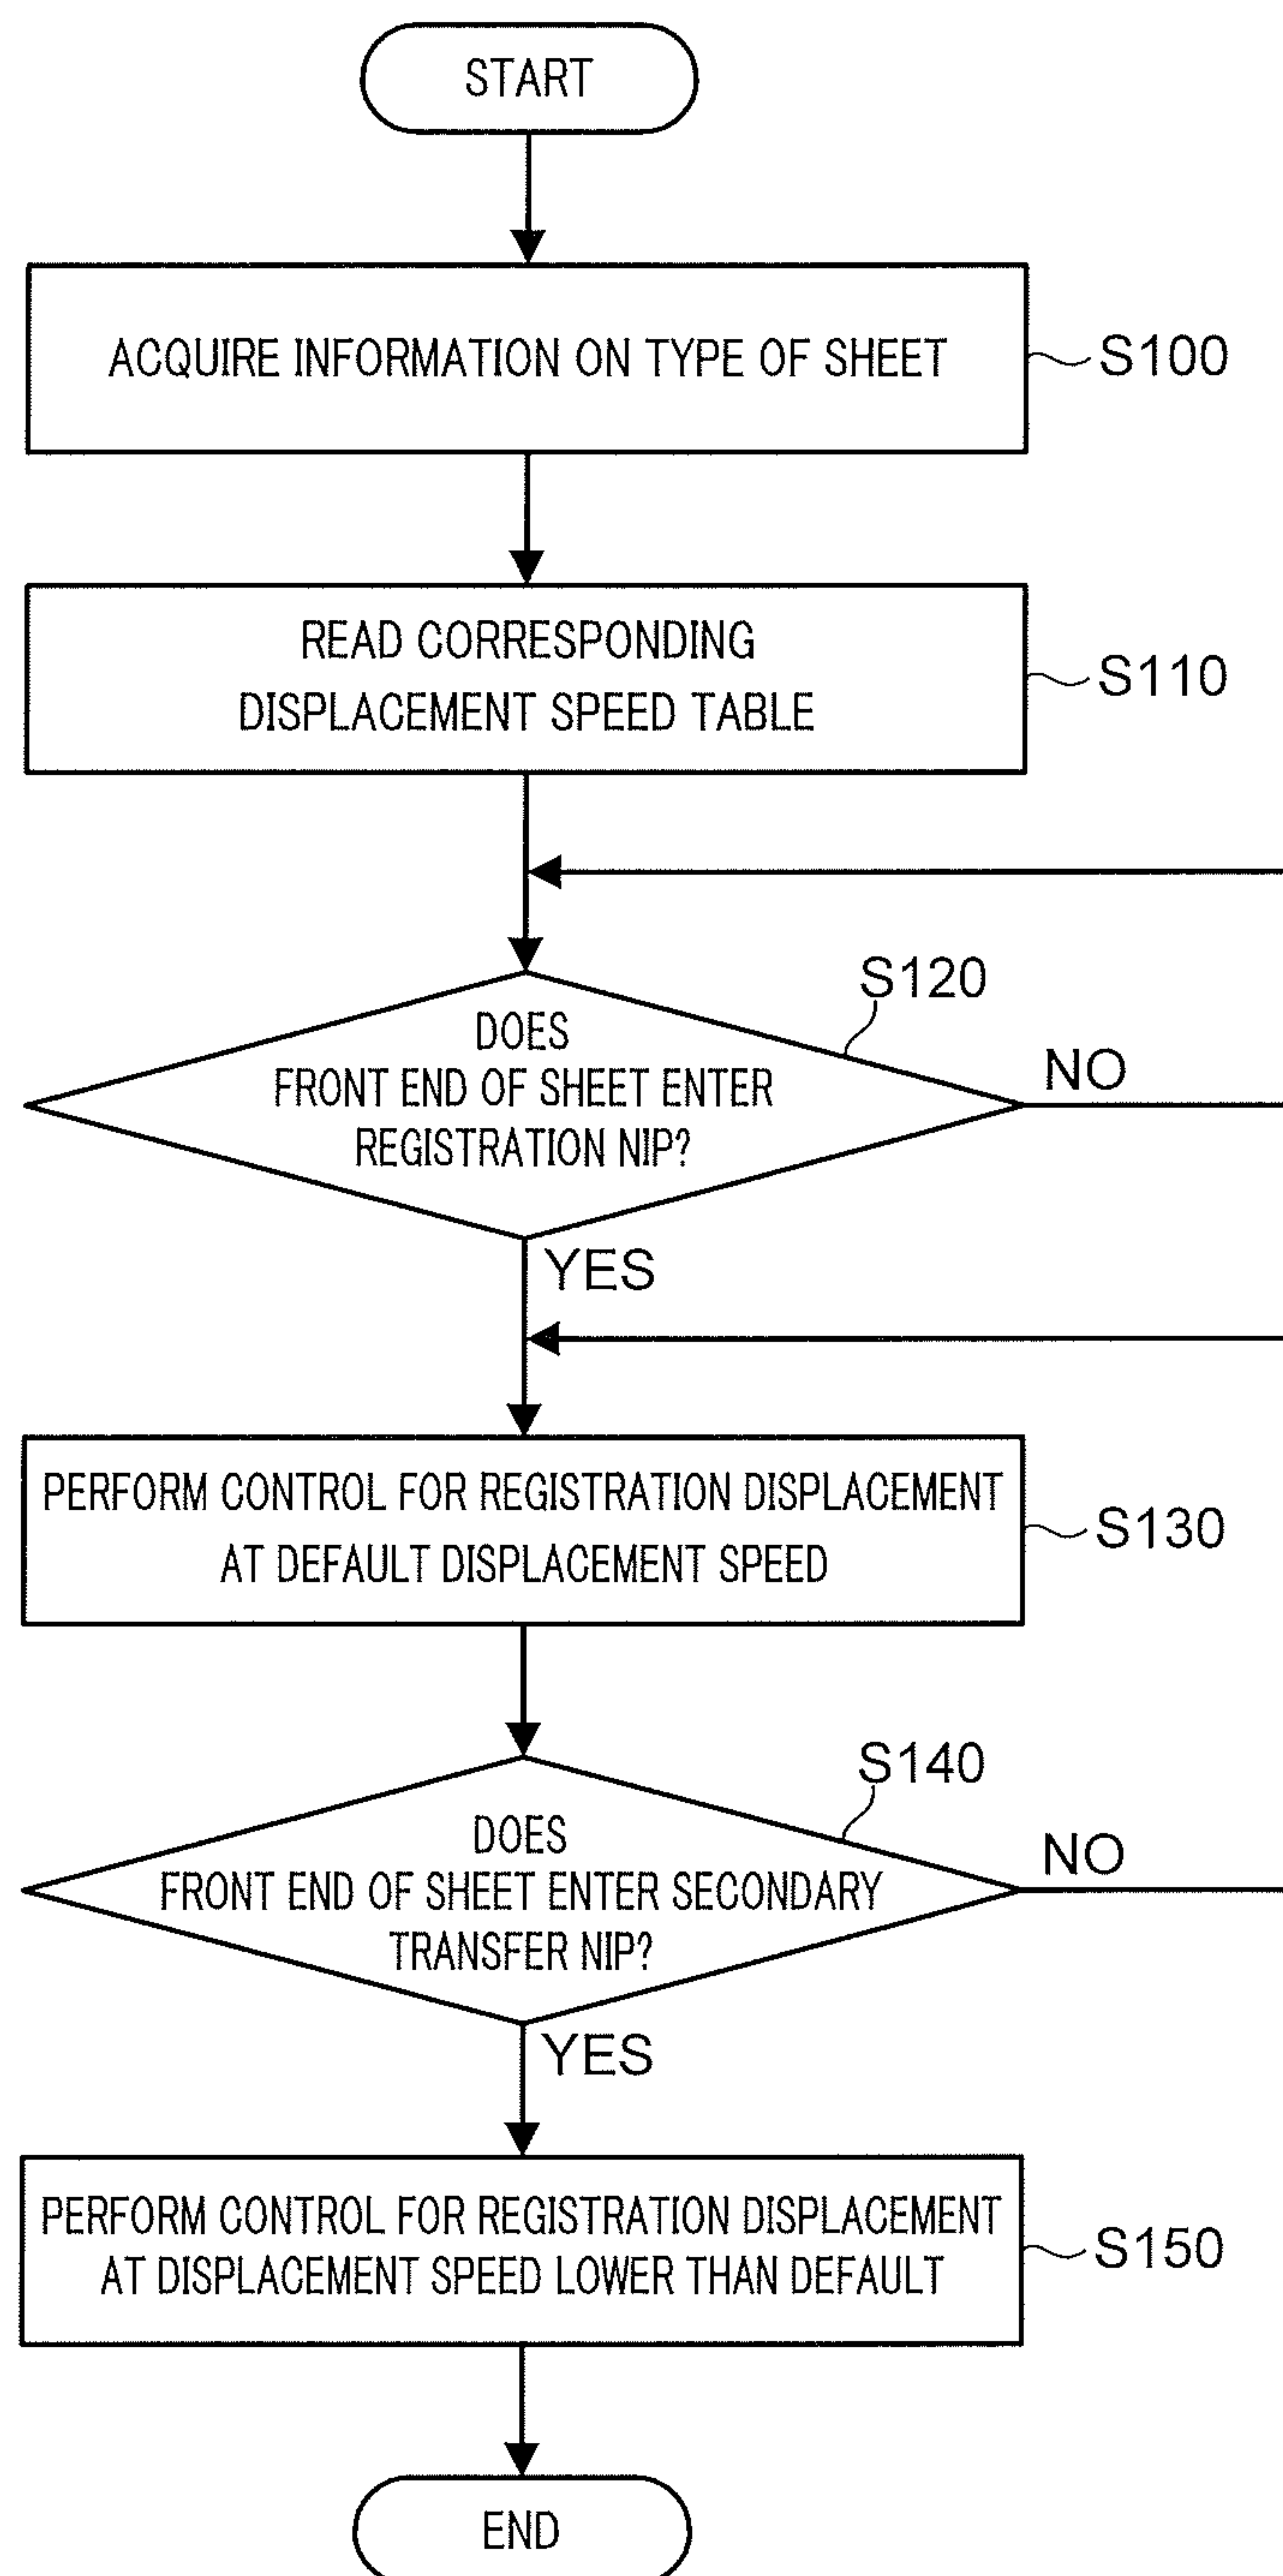 START
ACQUIRE INFORMATION ON TYPE OF SHEET
S100
READ CORRESPONDING
DISPLACEMENT SPEED TABLE
S110
S120
DOES
FRONT END OF SHEET ENTER
REGISTRATION NIP?
NO
YES
PERFORM CONTROL FOR REGISTRATION DISPLACEMENT
AT DEFAULT DISPLACEMENT SPEED
S130
S140
DOES
FRONT END OF SHEET ENTER SECONDARY
TRANSFER NIP?
NO
YES
PERFORM CONTROL FOR REGISTRATION DISPLACEMENT
AT DISPLACEMENT SPEED LOWER THAN DEFAULT
S150
END